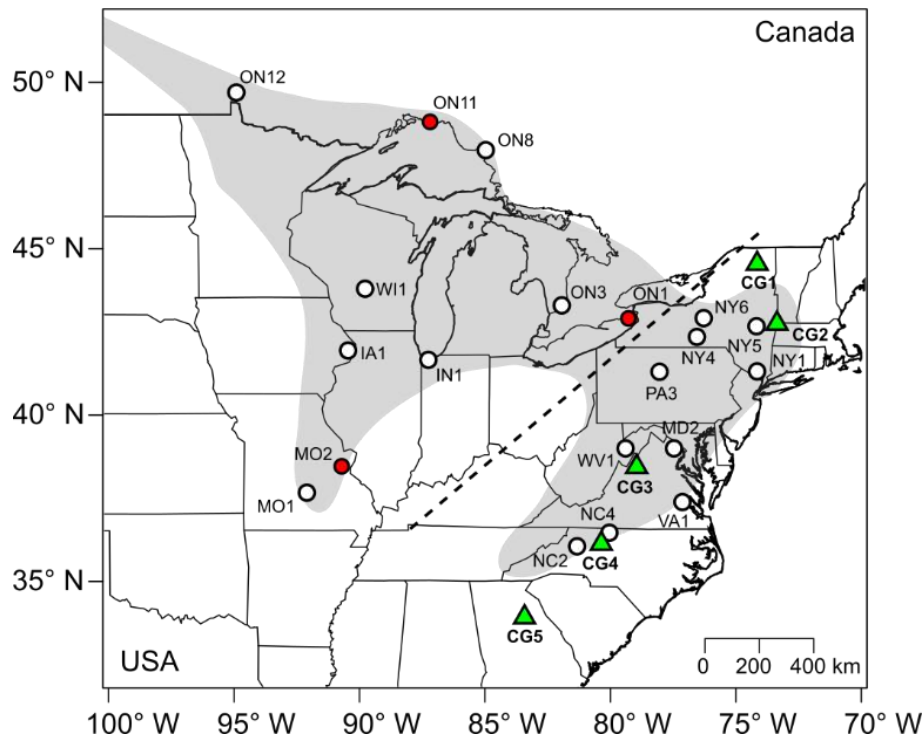 Canada
50° N
ON12
ON11
ON8
45° N
CG1
WI1
ON3
ON1
NY6
NY5
CG2
NY4
NY1
IA1
IN1
PA3
40° N
MO2
MD2
WV1
CG3
MO1
NC4
VA1
NC2
CG4
35° N
CG5
USA
0 200 400 km
100° W 95° W 90° W 85° W 80° W 75° W 70° W